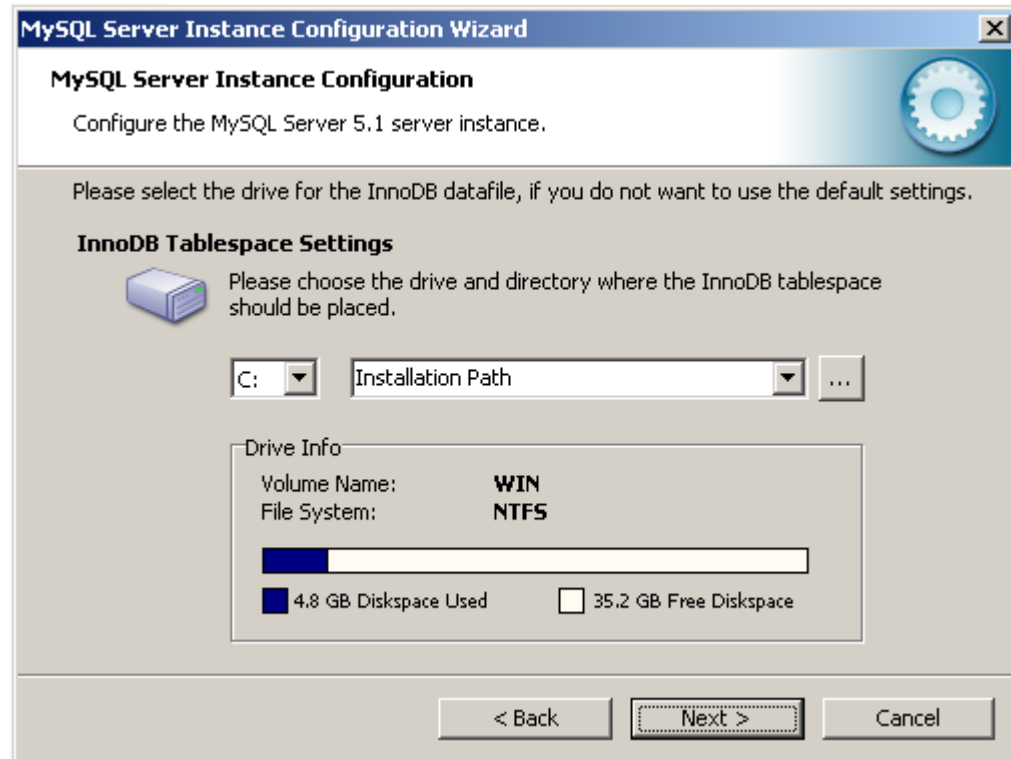 MySQL Server Instance Configuration Wizard
MySQL Server Instance Configuration
Configure the MySQL Server 5.1 server instance.
Please select the drive for the InnoDB datafile, if you do not want to use the default settings.
InnoDB Tablespace Settings
Please choose the drive and directory where the InnoDB tablespace
should be placed.
C: Installation Path ...
Drive Info
Volume Name: WIN
File System: NTFS
4.8 GB Diskspace Used 35.2 GB Free Diskspace
< Back Next > Cancel